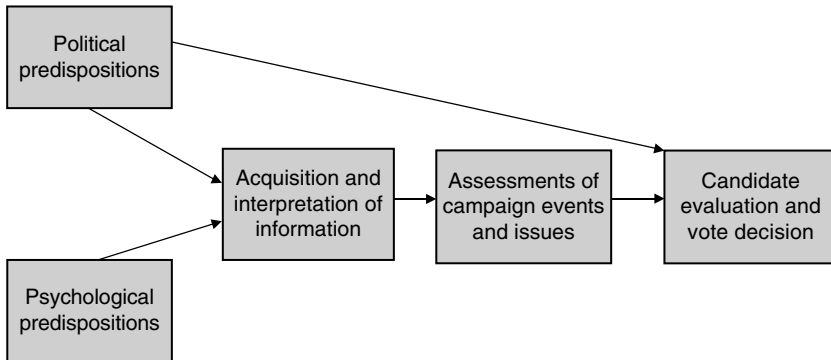 Political
predispositions
Acquisition and
interpretation of
information
Assessments of
campaign events
and issues
Candidate
evaluation and
vote decision
Psychological
predispositions